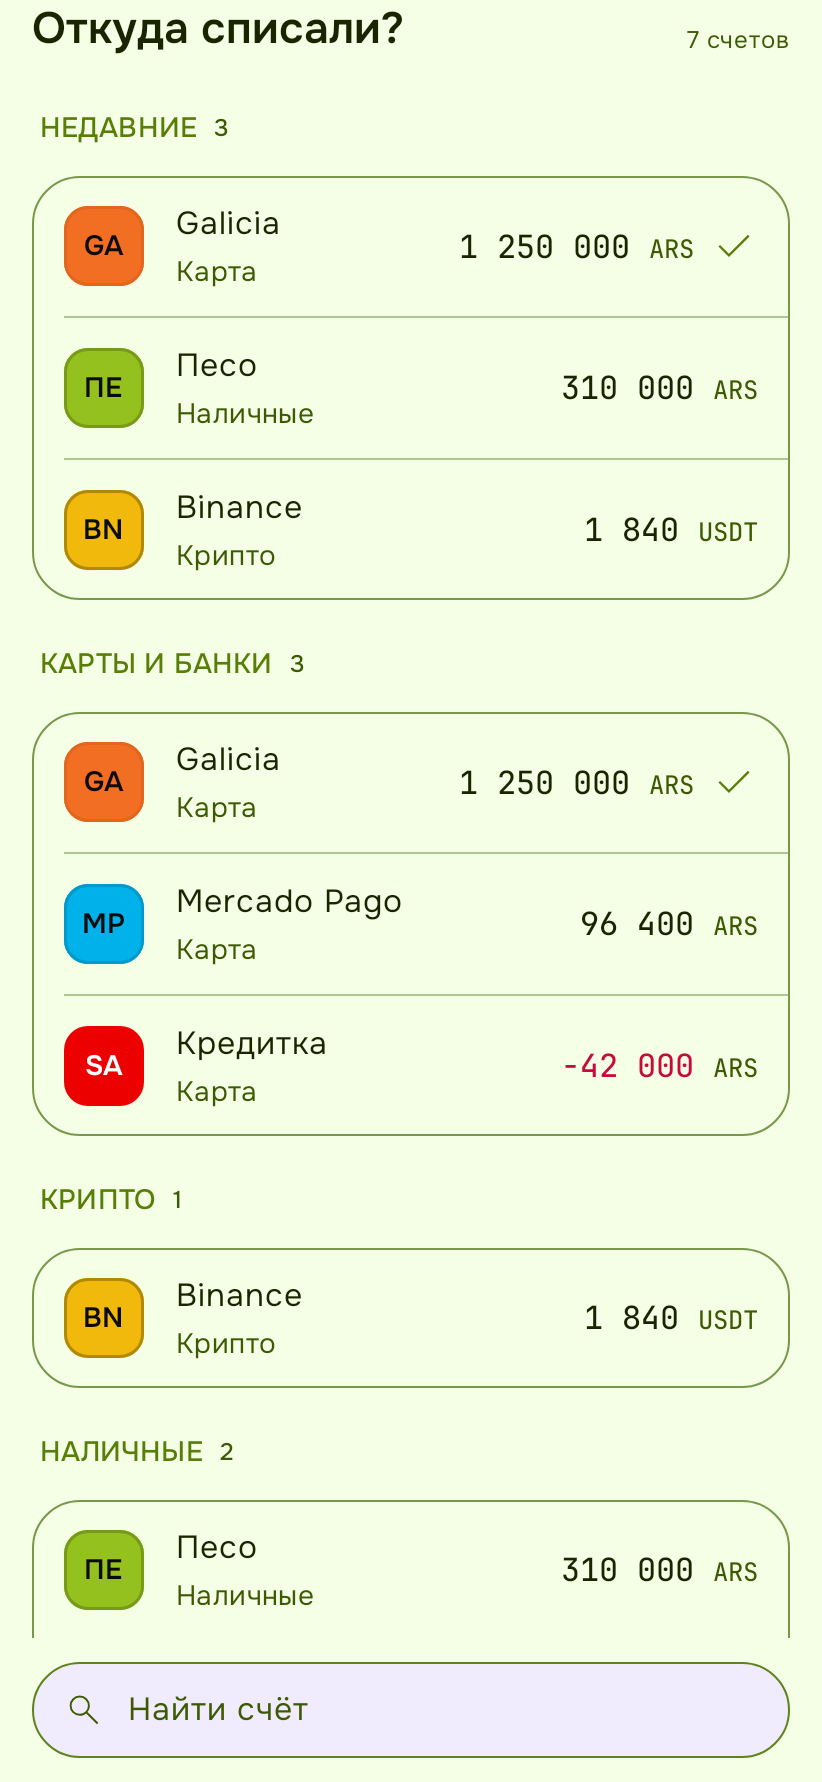 Откуда списали?
7 счетов
НЕДАВНИЕ 3
GA
Galicia
Карта
1 250 000 ARS
ПЕ
Песо
Наличные
310 000 ARS
BN
Binance
Крипто
1 840 USDT
КАРТЫ И БАНКИ 3
GA
Galicia
Карта
1 250 000 ARS
MP
Mercado Pago
Карта
96 400 ARS
SA
Кредитка
Карта
-42 000 ARS
КРИПТО 1
BN
Binance
Крипто
1 840 USDT
НАЛИЧНЫЕ 2
ПЕ
Песо
Наличные
310 000 ARS
Найти счёт